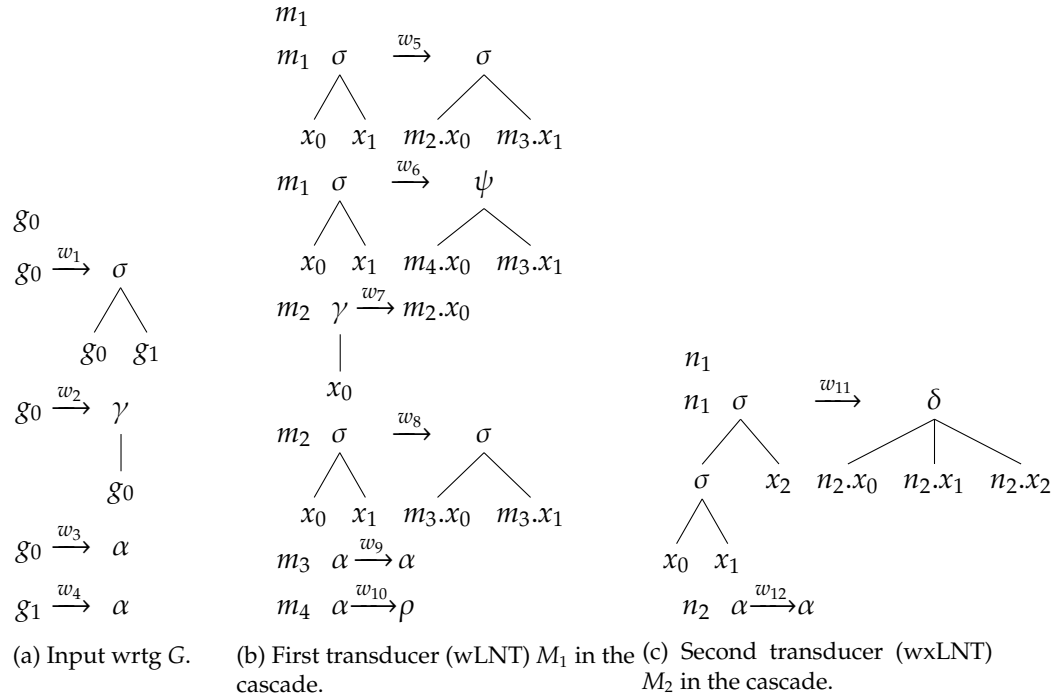 g₀
g₀ —w₁→ σ
g₀ g₁
g₀ —w₂→ γ
g₀
g₀ —w₃→ α
g₁ —w₄→ α
(a) Input wrtg G.
m₁
m₁ σ —w₅→ σ
x₀ x₁ m₂.x₀ m₃.x₁
m₁ σ —w₆→ ψ
x₀ x₁ m₄.x₀ m₃.x₁
m₂ γ —w₇→ m₂.x₀
x₀
m₂ σ —w₈→ σ
x₀ x₁ m₃.x₀ m₃.x₁
m₃ α —w₉→ α
m₄ α —w₁₀→ ρ
(b) First transducer (wLNT) M₁ in the
cascade.
n₁
n₁ σ —w₁₁→ δ
σ x₂ n₂.x₀ n₂.x₁ n₂.x₂
x₀ x₁
n₂ α —w₁₂→ α
(c) Second transducer (wxLNT)
M₂ in the cascade.